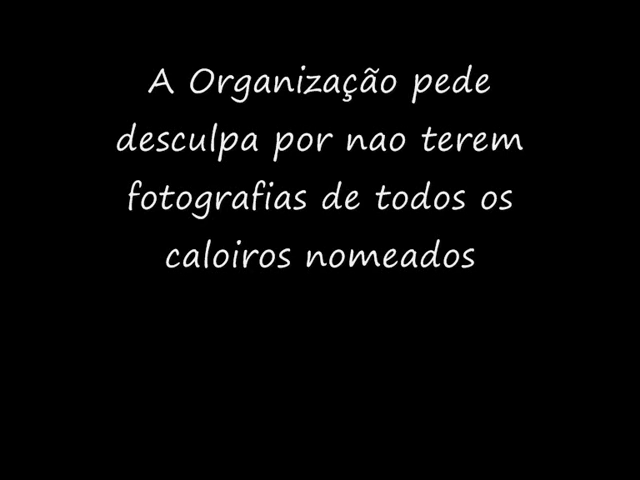 A Organização pede
desculpa por nao terem
fotografias de todos os
caloiros nomeados